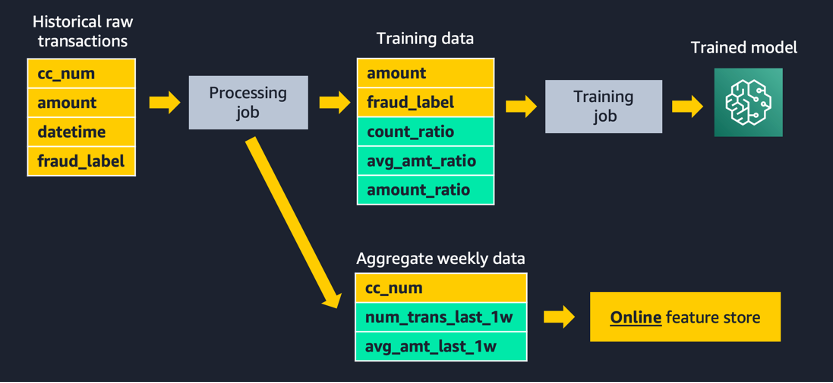 Historical raw
transactions
cc_num
amount
datetime
fraud_label
Processing
job
Training data
amount
fraud_label
count_ratio
avg_amt_ratio
amount_ratio
Training
job
Trained model
Aggregate weekly data
cc_num
num_trans_last_1w
avg_amt_last_1w
Online feature store